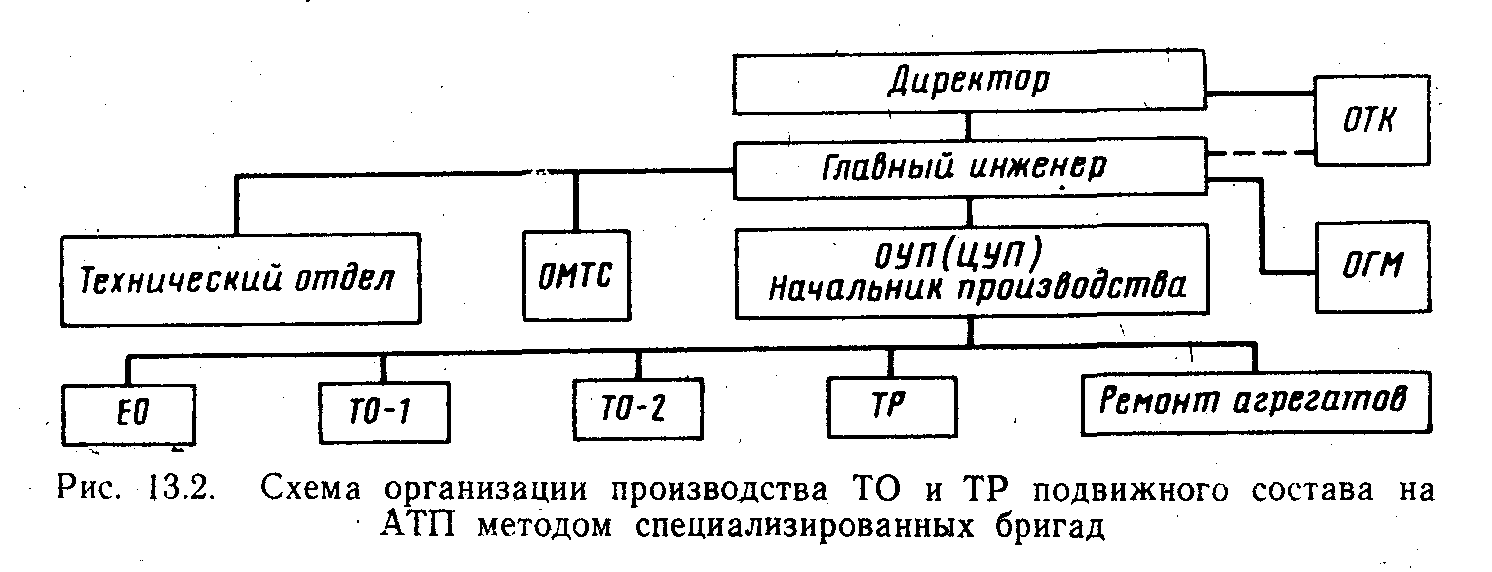 Директор
ОТК
Главный инженер
Технический отдел
ОМТС
ОУП(ЦУП)
Начальник производства
ОГМ
ЕО
ТО-1
ТО-2
ТР
Ремонт агрегатов
Рис. 13.2. Схема организации производства ТО и ТР подвижного состава на
АТП методом специализированных бригад